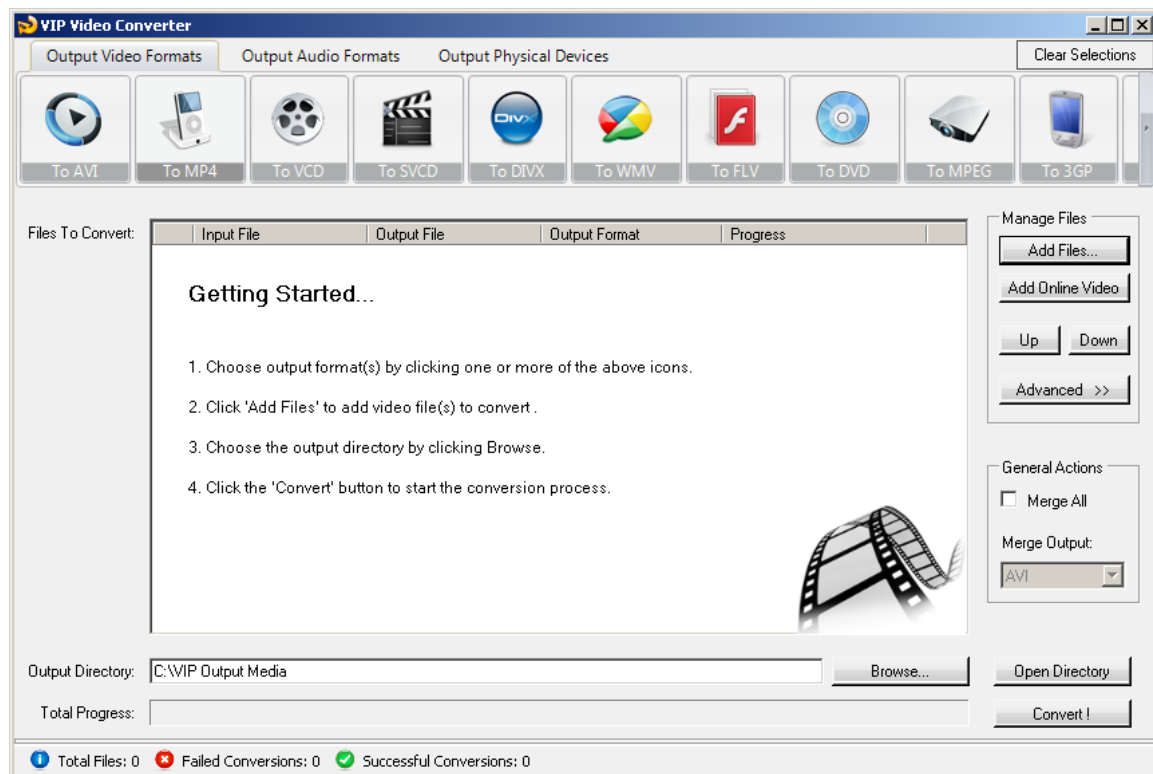 VIP Video Converter
Output Video Formats Output Audio Formats Output Physical Devices Clear Selections
To AVI To MP4 To VCD To SVCD To DIVX To WMV To FLV To DVD To MPEG To 3GP
DIVX
Files To Convert: Input File Output File Output Format Progress
Getting Started...
1. Choose output format(s) by clicking one or more of the above icons.
2. Click 'Add Files' to add video file(s) to convert .
3. Choose the output directory by clicking Browse.
4. Click the 'Convert' button to start the conversion process.
Manage Files
Add Files...
Add Online Video
Up Down
Advanced >>
General Actions
Merge All
Merge Output:
AVI
Output Directory: C:\VIP Output Media Browse... Open Directory
Total Progress: Convert !
Total Files: 0 Failed Conversions: 0 Successful Conversions: 0